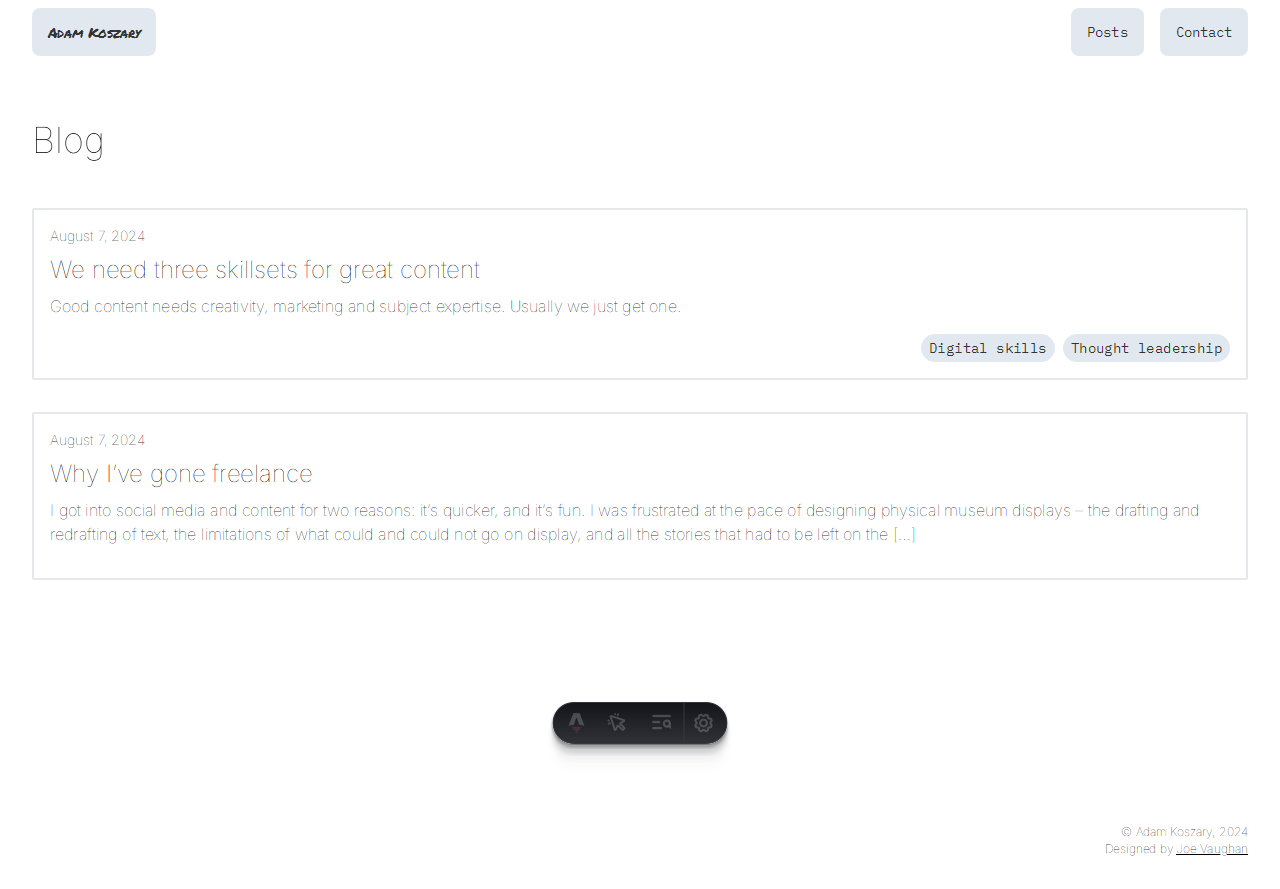 Adam Koszary
Posts
Contact
Blog
August 7, 2024
We need three skillsets for great content
Good content needs creativity, marketing and subject expertise. Usually we just get one.
Digital skills
Thought leadership
August 7, 2024
Why I’ve gone freelance
I got into social media and content for two reasons: it’s quicker, and it’s fun. I was frustrated at the pace of designing physical museum displays – the drafting and
redrafting of text, the limitations of what could and could not go on display, and all the stories that had to be left on the […]
© Adam Koszary, 2024
Designed by Joe Vaughan